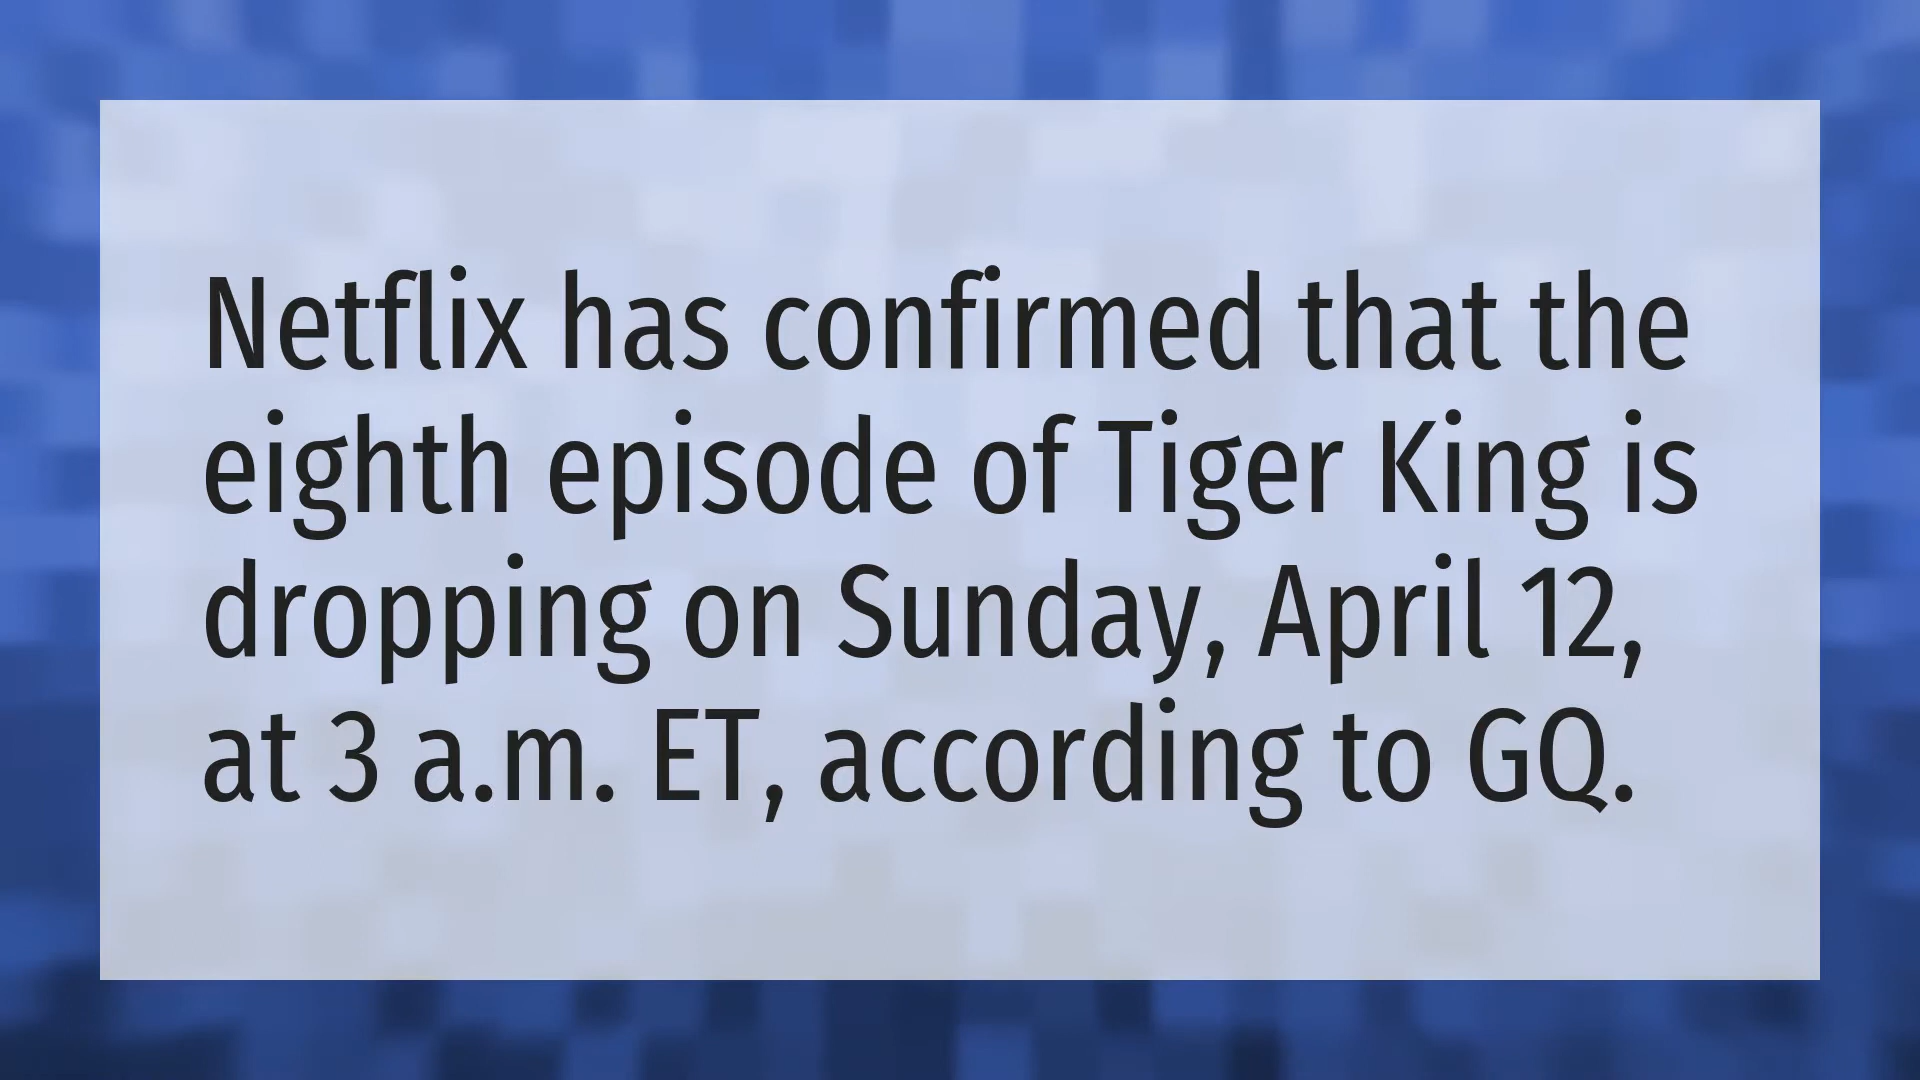 Netflix has confirmed that the
eighth episode of Tiger King is
dropping on Sunday, April 12,
at 3 a.m. ET, according to GQ.